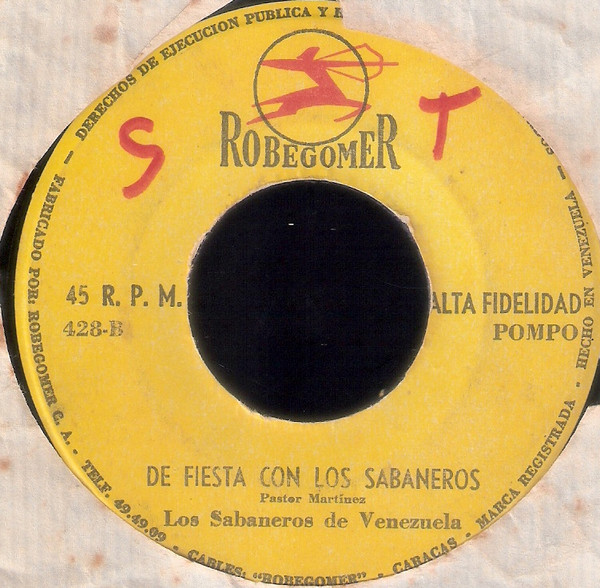 DERECHOS DE EJECUCION PUBLICA Y
S T
ROBEGOMER
45 R. P. M. ALTA FIDELIDAD
428-B POMPO
DE FIESTA CON LOS SABANEROS
Pastor Martínez
Los Sabaneros de Venezuela
FABRICADO POR: ROBEGOMER C. A. - TELF. 49.49.09 - CABLES: "ROBEGOMER" - CARACAS - MARCA REGISTRADA - HECHO EN VENEZUELA -